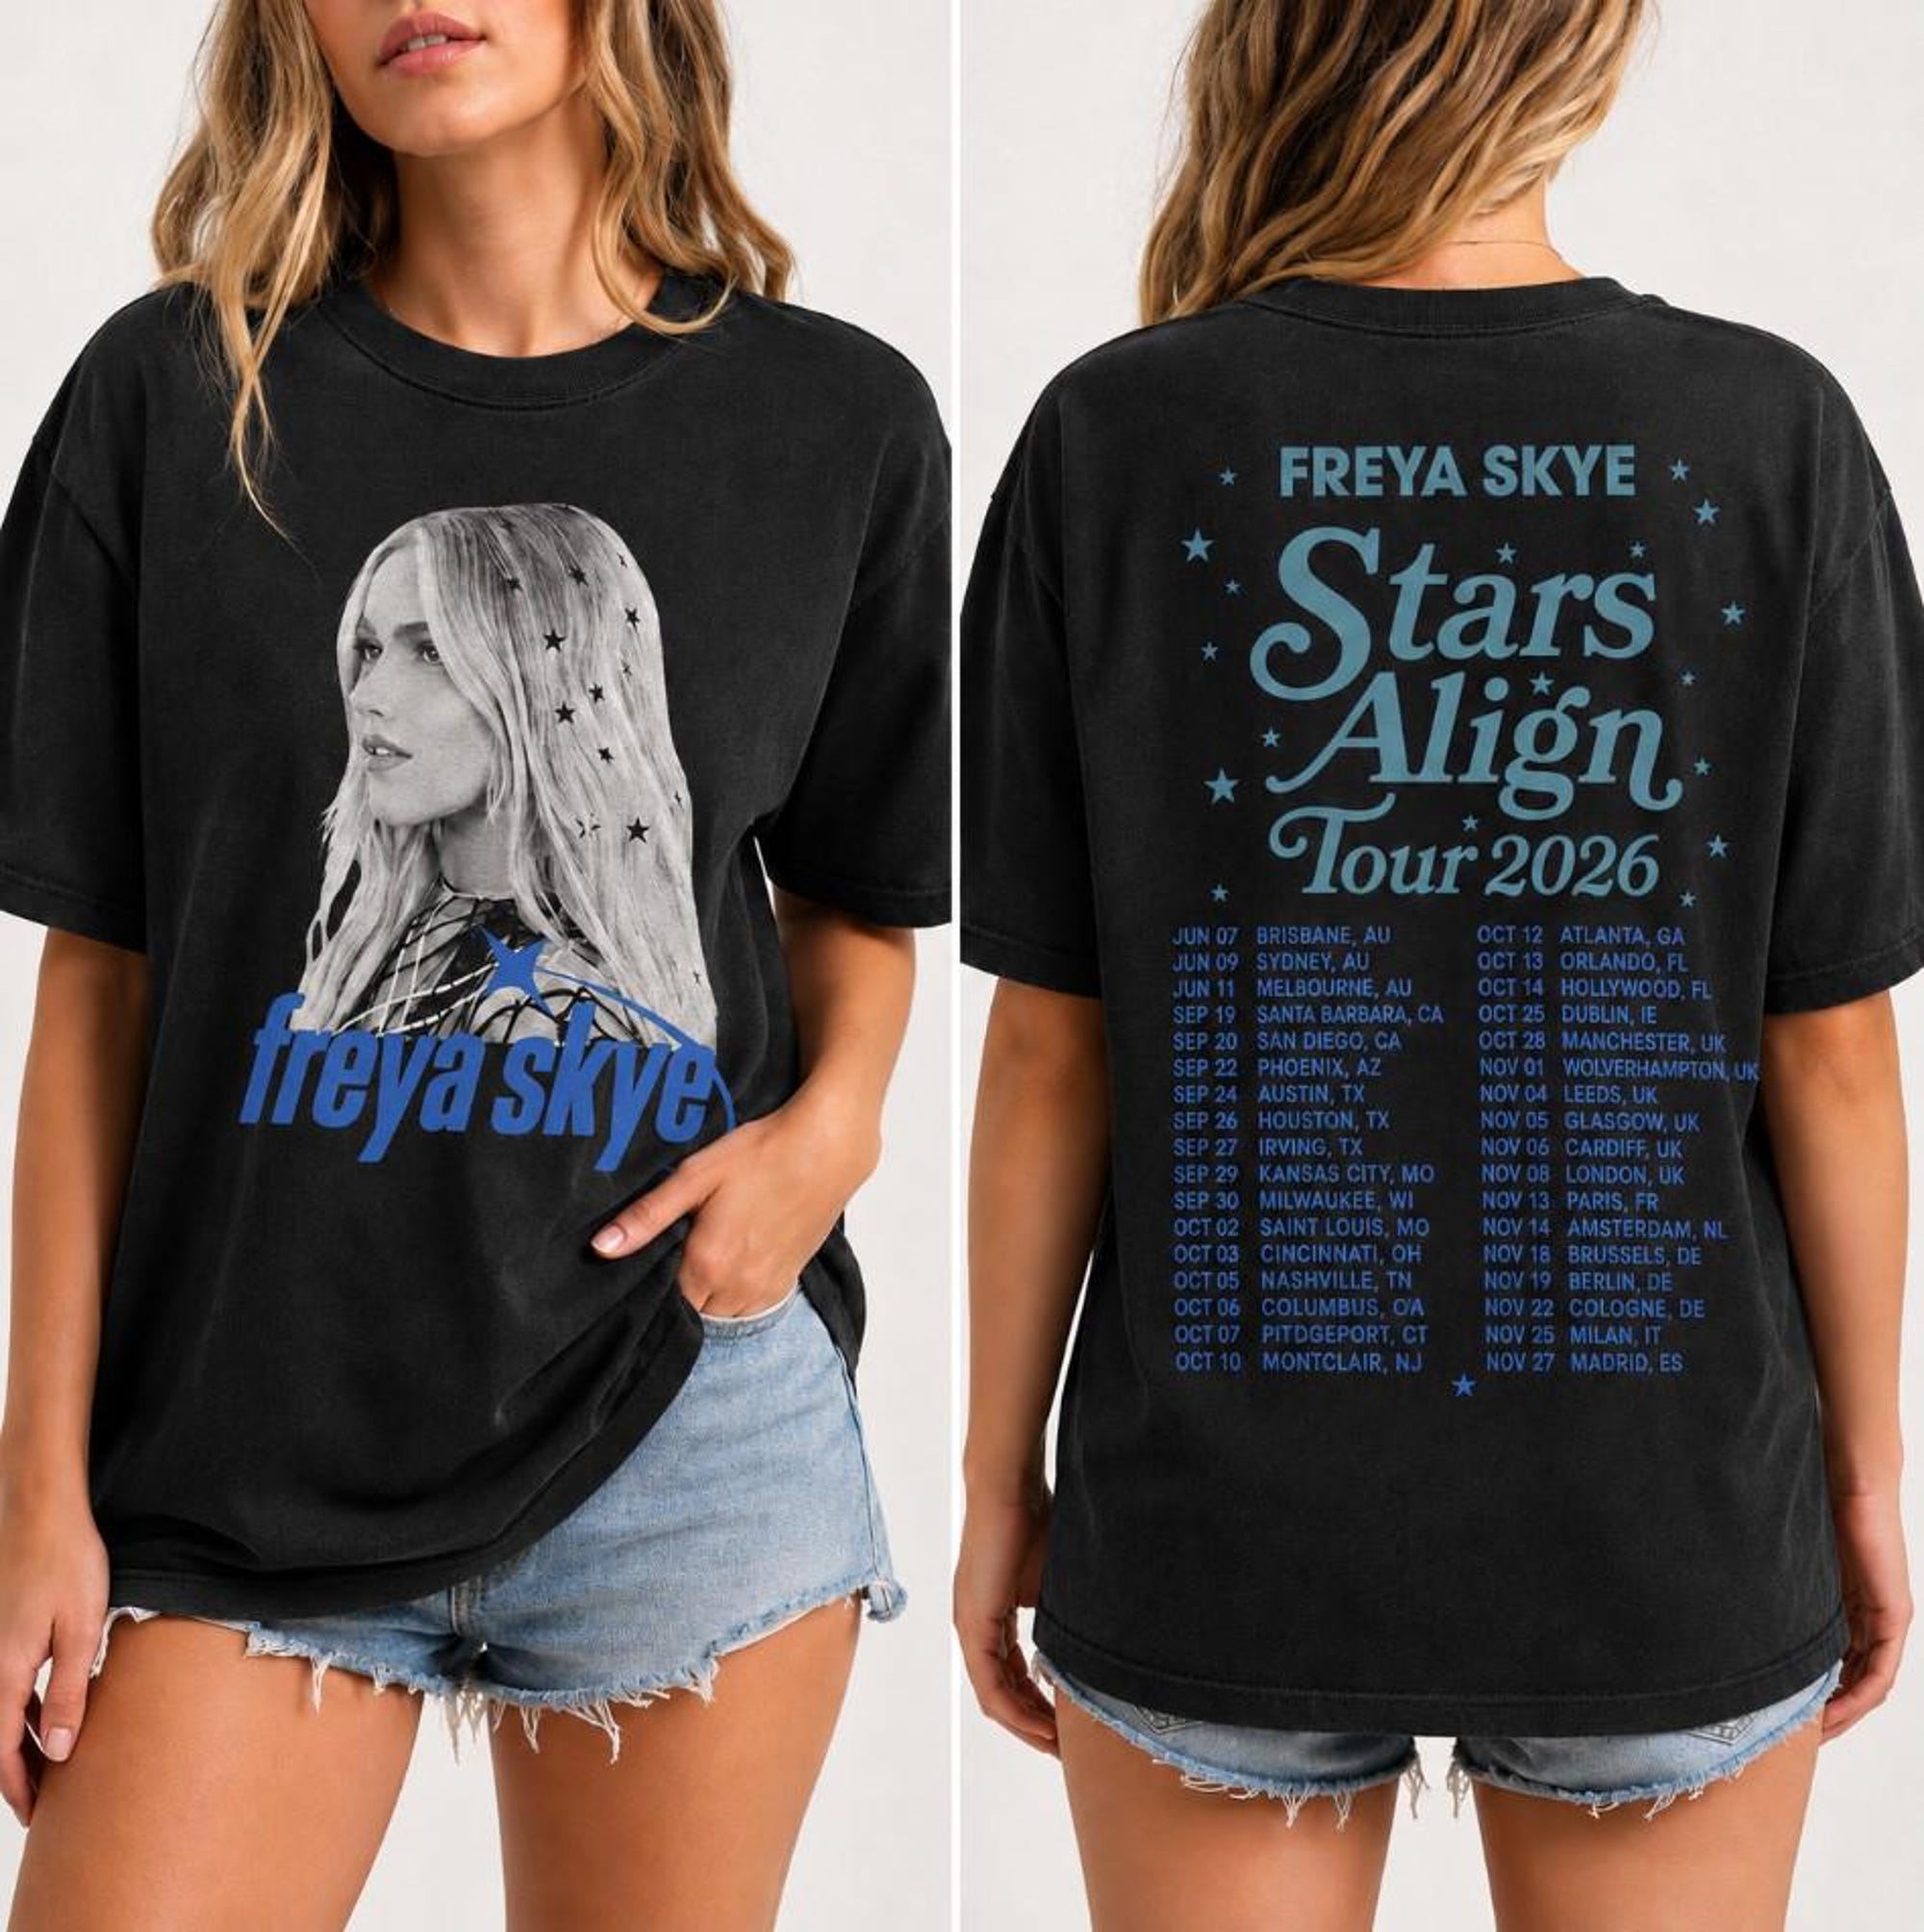 freya skye
FREYA SKYE
Stars
Align
Tour 2026
JUN 07 BRISBANE, AU
JUN 09 SYDNEY, AU
JUN 11 MELBOURNE, AU
SEP 19 SANTA BARBARA, CA
SEP 20 SAN DIEGO, CA
SEP 22 PHOENIX, AZ
SEP 24 AUSTIN, TX
SEP 26 HOUSTON, TX
SEP 27 IRVING, TX
SEP 29 KANSAS CITY, MO
SEP 30 MILWAUKEE, WI
OCT 02 SAINT LOUIS, MO
OCT 03 CINCINNATI, OH
OCT 05 NASHVILLE, TN
OCT 06 COLUMBUS, O'A
OCT 07 PITDGEPORT, CT
OCT 10 MONTCLAIR, NJ
OCT 12 ATLANTA, GA
OCT 13 ORLANDO, FL
OCT 14 HOLLYWOOD, FL
OCT 25 DUBLIN, IE
OCT 28 MANCHESTER, UK
NOV 01 WOLVERHAMPTON, UK
NOV 04 LEEDS, UK
NOV 05 GLASGOW, UK
NOV 06 CARDIFF, UK
NOV 08 LONDON, UK
NOV 13 PARIS, FR
NOV 14 AMSTERDAM, NL
NOV 18 BRUSSELS, DE
NOV 19 BERLIN, DE
NOV 22 COLOGNE, DE
NOV 25 MILAN, IT
NOV 27 MADRID, ES